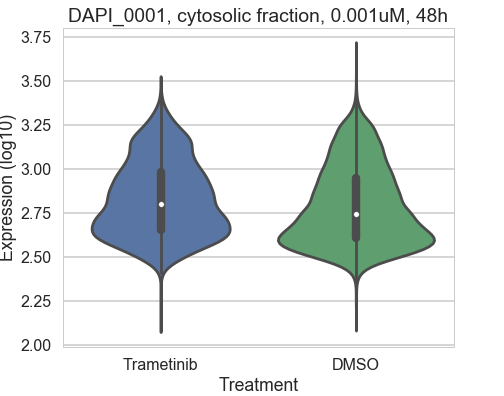 DAPI_0001, cytosolic fraction, 0.001uM, 48h
Expression (log10)
3.75
3.50
3.25
3.00
2.75
2.50
2.25
2.00
Trametinib DMSO
Treatment